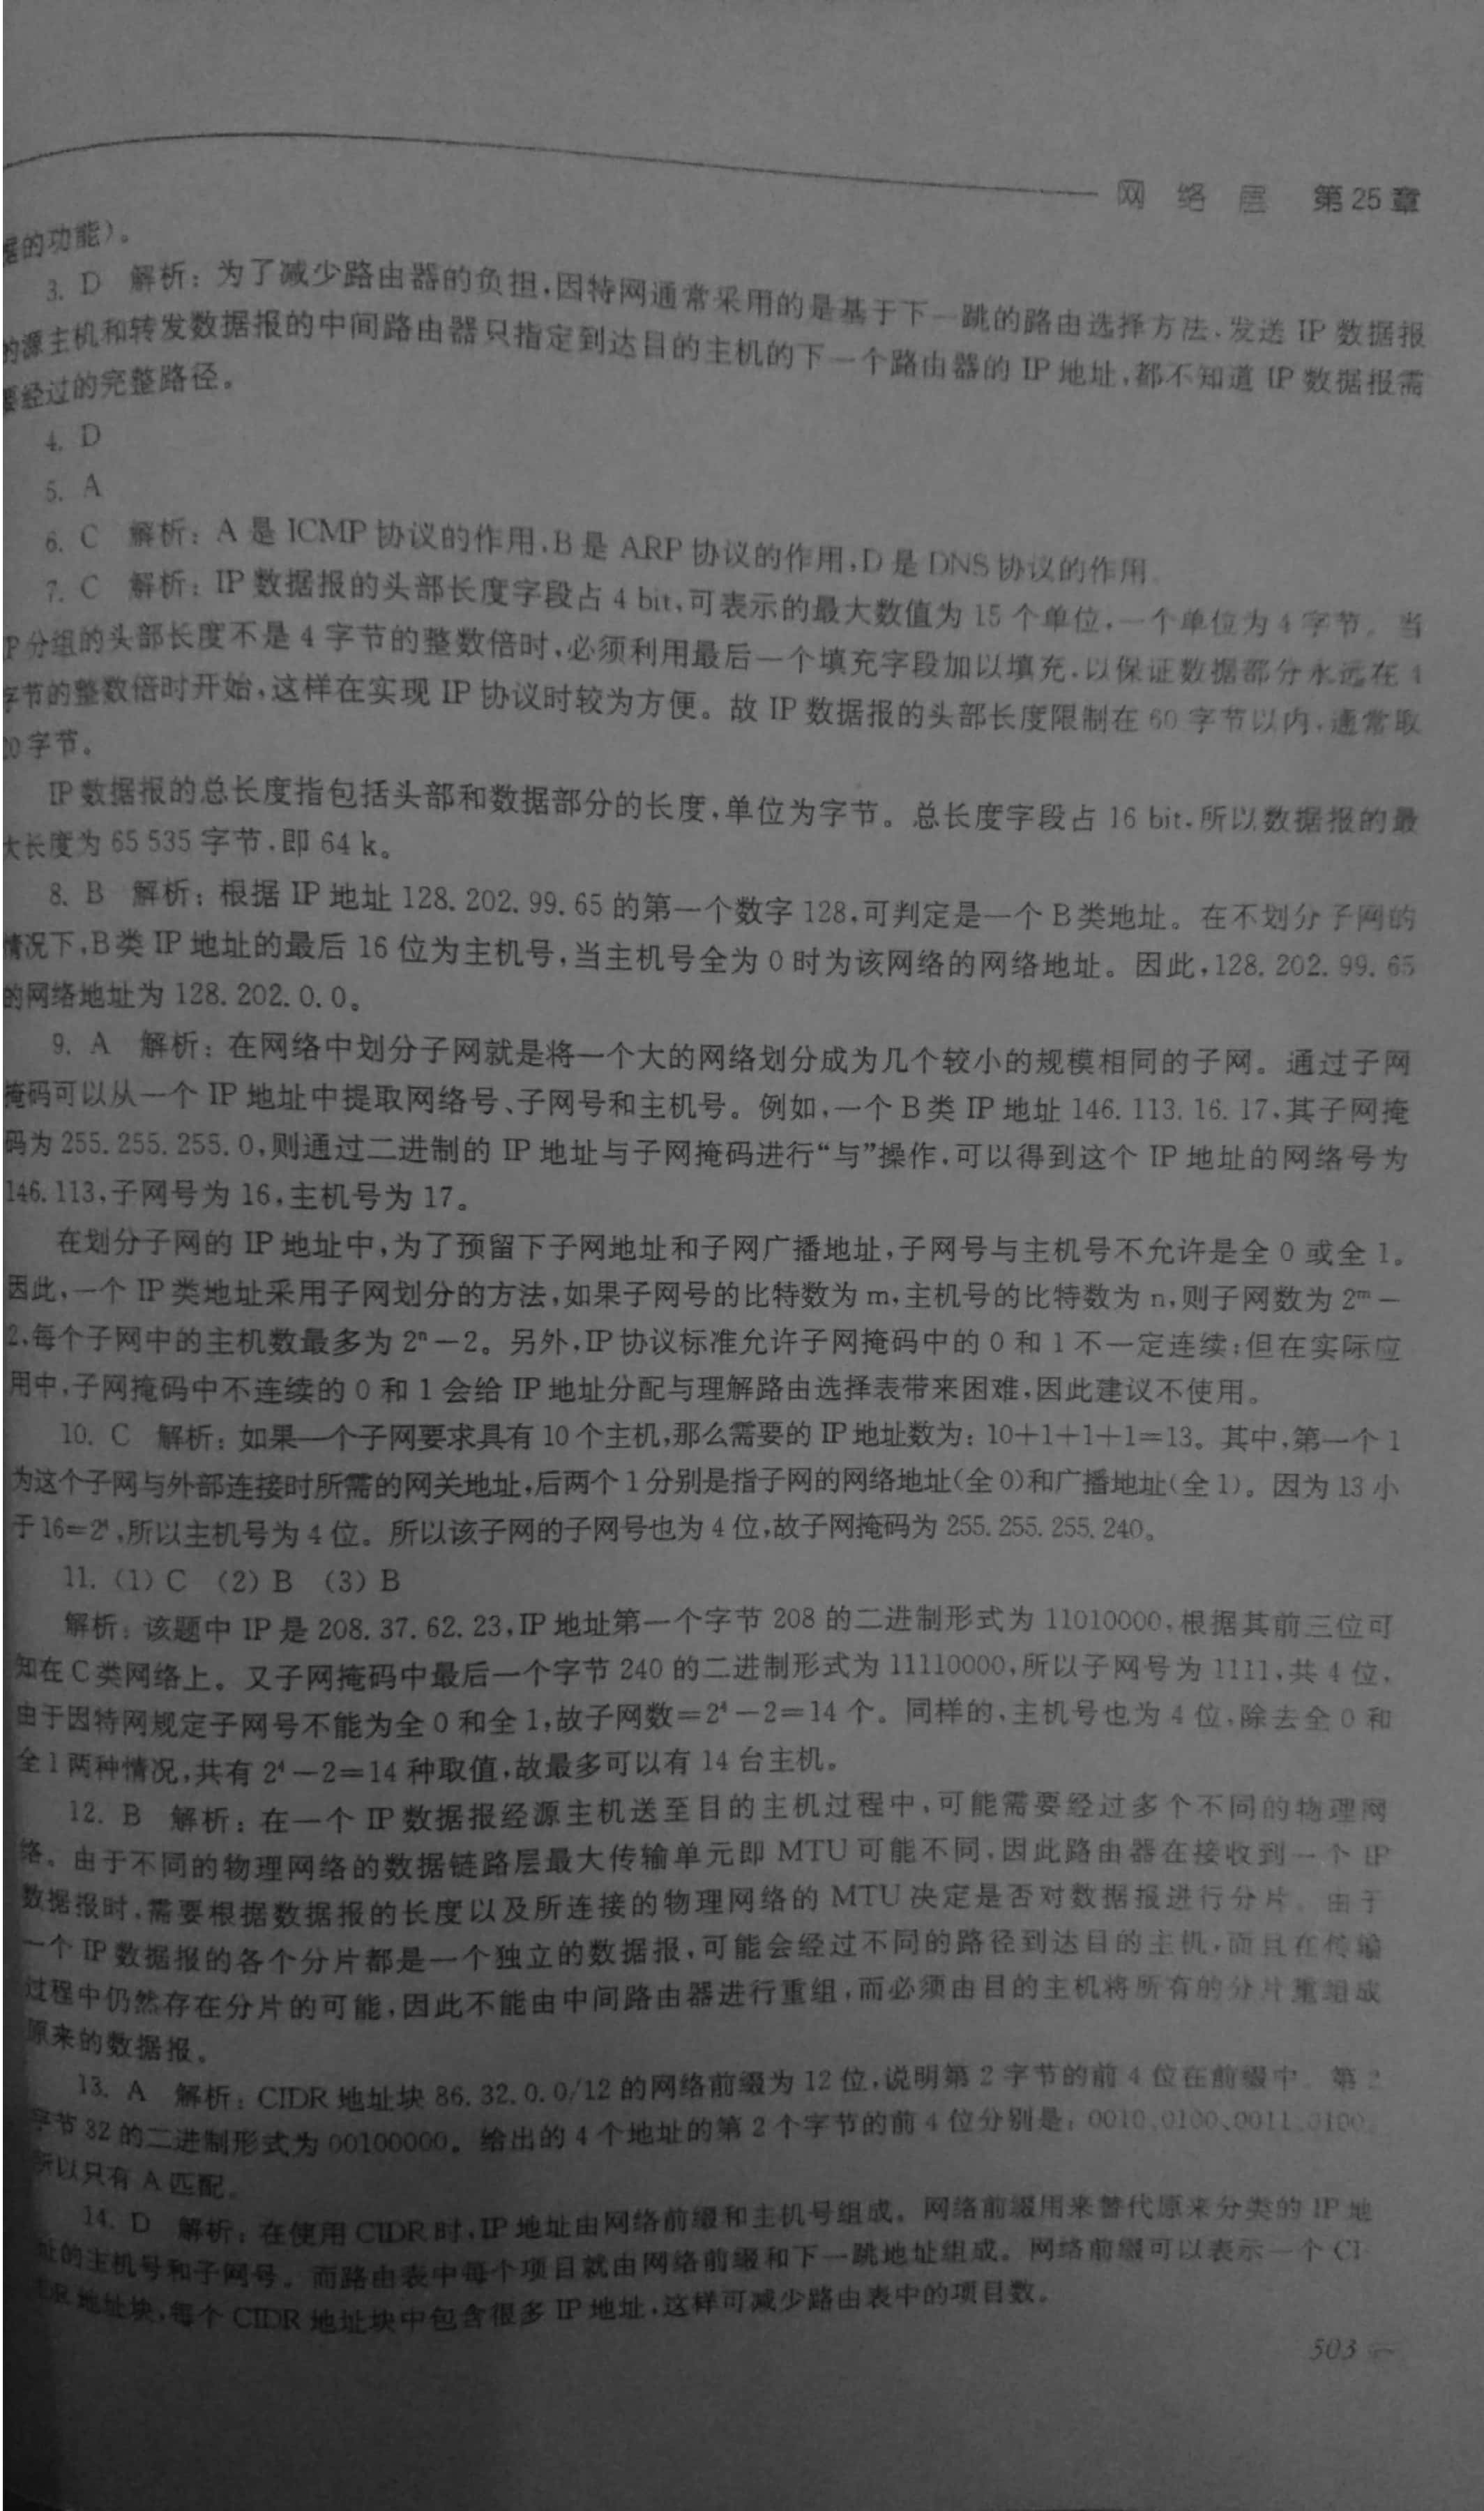 网 络 层 第 25 章
的功能）。
3. D 解析：为了减少路由器的负担，因特网通常采用的是基于下一跳的路由选择方法，发送 IP 数据报
的源主机和转发数据报的中间路由器只指定到达目的主机的下一个路由器的 IP 地址，都不知道 IP 数据报需
要经过的完整路径。
4. D
5. A
6. C 解析：A 是 ICMP 协议的作用，B 是 ARP 协议的作用，D 是 DNS 协议的作用
7. C 解析：IP 数据报的头部长度字段占 4 bit，可表示的最大数值为 15 个单位，一个单位为 4 字节。当
P 分组的头部长度不是 4 字节的整数倍时，必须利用最后一个填充字段加以填充，以保证数据部分永远在 4
字节的整数倍时开始，这样在实现 IP 协议时较为方便。故 IP 数据报的头部长度限制在 60 字节以内，通常取
0 字节。
IP 数据报的总长度指包括头部和数据部分的长度，单位为字节。总长度字段占 16 bit，所以数据报的最
大长度为 65 535 字节，即 64 k。
8. B 解析：根据 IP 地址 128. 202. 99. 65 的第一个数字 128，可判定是一个 B 类地址。在不划分子网的
情况下，B 类 IP 地址的最后 16 位为主机号，当主机号全为 0 时为该网络的网络地址。因此，128. 202. 99. 65
的网络地址为 128. 202. 0. 0。
9. A 解析：在网络中划分子网就是将一个大的网络划分成为几个较小的规模相同的子网。通过子网
掩码可以从一个 IP 地址中提取网络号、子网号和主机号。例如，一个 B 类 IP 地址 146. 113. 16. 17，其子网掩
码为 255. 255. 255. 0，则通过二进制的 IP 地址与子网掩码进行“与”操作，可以得到这个 IP 地址的网络号为
146. 113，子网号为 16，主机号为 17。
在划分子网的 IP 地址中，为了预留下子网地址和子网广播地址，子网号与主机号不允许是全 0 或全 1。
因此，一个 IP 类地址采用子网划分的方法，如果子网号的比特数为 m，主机号的比特数为 n，则子网数为 2ᵐ－
2，每个子网中的主机数最多为 2ⁿ－2。另外，IP 协议标准允许子网掩码中的 0 和 1 不一定连续；但在实际应
用中，子网掩码中不连续的 0 和 1 会给 IP 地址分配与理解路由选择表带来困难，因此建议不使用。
10. C 解析：如果一个子网要求具有 10 个主机，那么需要的 IP 地址数为：10＋1＋1＋1＝13。其中，第一个 1
为这个子网与外部连接时所需的网关地址，后两个 1 分别是指子网的网络地址（全 0）和广播地址（全 1）。因为 13 小
于 16＝2⁴，所以主机号为 4 位。所以该子网的子网号也为 4 位，故子网掩码为 255. 255. 255. 240。
11. （1） C （2） B （3） B
解析：该题中 IP 是 208. 37. 62. 23，IP 地址第一个字节 208 的二进制形式为 11010000，根据其前三位可
知在 C 类网络上。又子网掩码中最后一个字节 240 的二进制形式为 11110000，所以子网号为 1111，共 4 位，
由于因特网规定子网号不能为全 0 和全 1，故子网数＝2⁴－2＝14 个。同样的，主机号也为 4 位，除去全 0 和
全 1 两种情况，共有 2⁴－2＝14 种取值，故最多可以有 14 台主机。
12. B 解析：在一个 IP 数据报经源主机送至目的主机过程中，可能需要经过多个不同的物理网
络。由于不同的物理网络的数据链路层最大传输单元即 MTU 可能不同，因此路由器在接收到一个 IP
数据报时，需要根据数据报的长度以及所连接的物理网络的 MTU 决定是否对数据报进行分片。由于
一个 IP 数据报的各个分片都是一个独立的数据报，可能会经过不同的路径到达目的主机，而且在传输
过程中仍然存在分片的可能，因此不能由中间路由器进行重组，而必须由目的主机将所有的分片重组成
原来的数据报。
13. A 解析：CIDR 地址块 86. 32. 0. 0/12 的网络前缀为 12 位，说明第 2 字节的前 4 位在前缀中。第 2
字节 32 的二进制形式为 00100000。给出的 4 个地址的第 2 个字节的前 4 位分别是：0010、0100、0011、0100，
所以只有 A 匹配。
14. D 解析：在使用 CIDR 时，IP 地址由网络前缀和主机号组成。网络前缀用来替代原来分类的 IP 地
址的主机号和子网号。而路由表中每个项目就由网络前缀和下一跳地址组成。网络前缀可以表示一个 CI-
DR 地址块，每个 CIDR 地址块中包含很多 IP 地址，这样可减少路由表中的项目数。
503